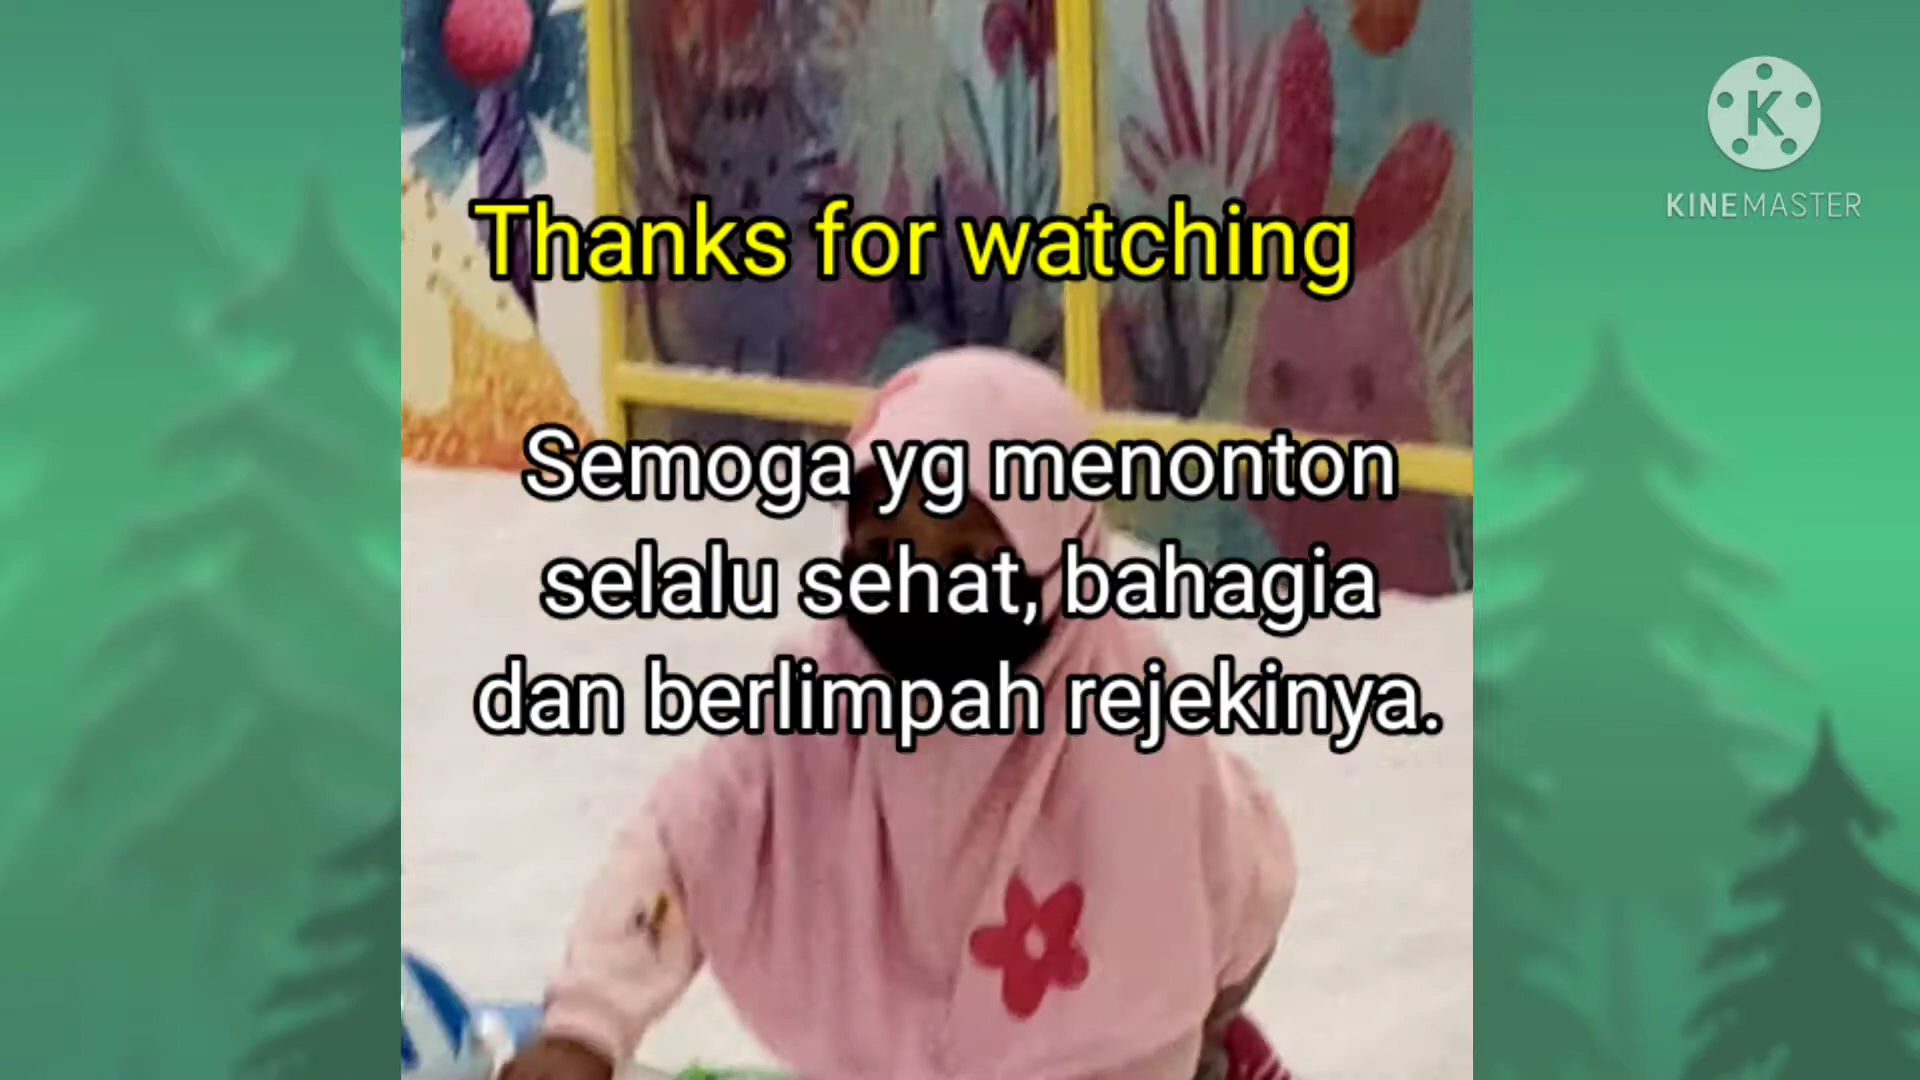 Thanks for watching
K
KINEMASTER
Semoga yg menonton
selalu sehat, bahagia
dan berlimpah rejekinya.